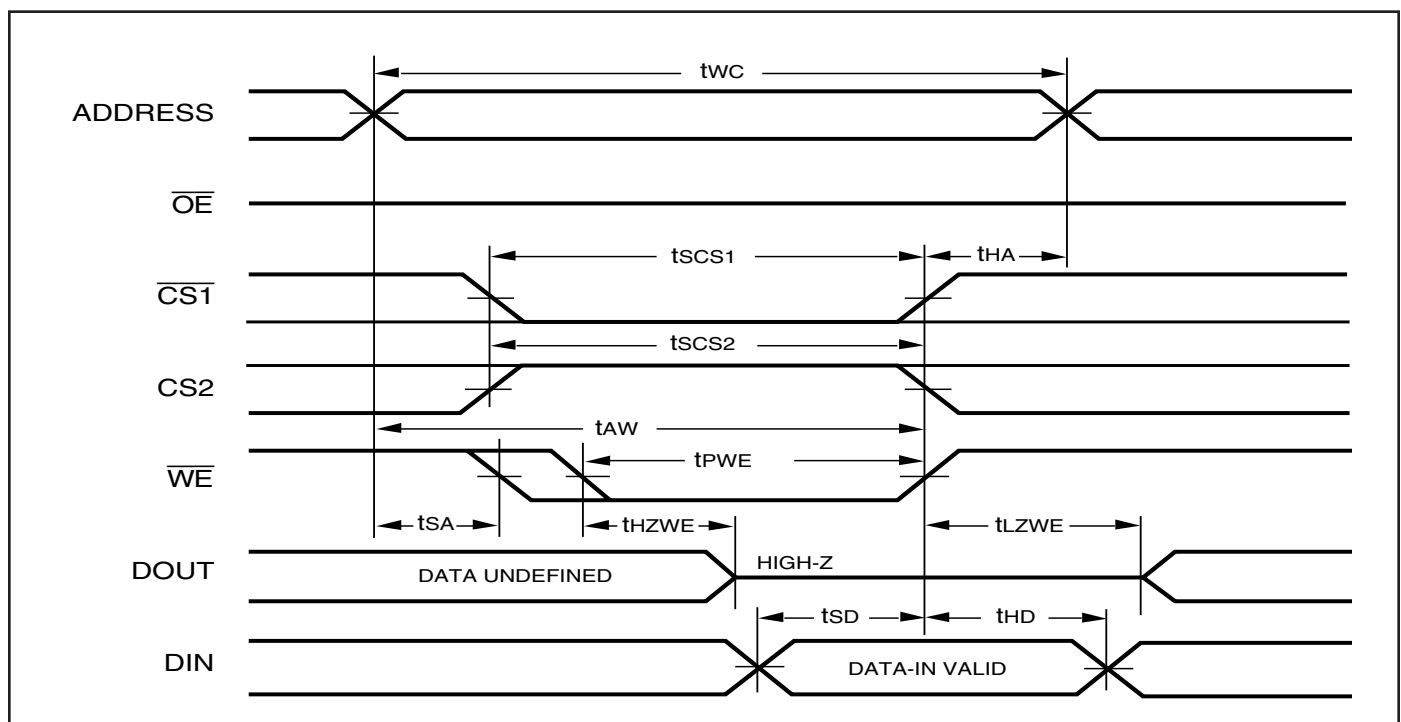 tWC
ADDRESS
OE
tSCS1
tHA
CS1
tSCS2
CS2
tAW
WE
tPWE
tSA
tHZWE
tLZWE
DOUT
DATA UNDEFINED
HIGH-Z
tSD
tHD
DIN
DATA-IN VALID